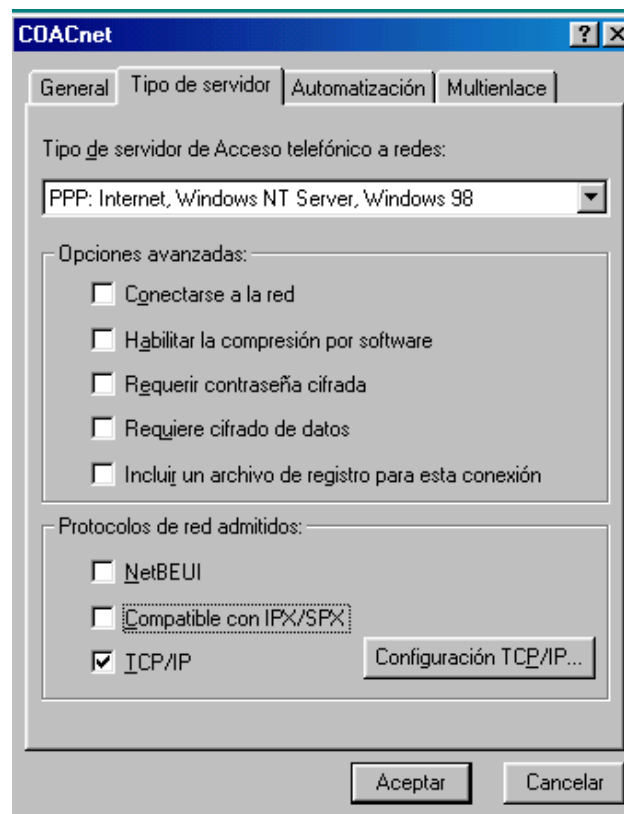 COACnet
General Tipo de servidor Automatización Multienlace
Tipo de servidor de Acceso telefónico a redes:
PPP: Internet, Windows NT Server, Windows 98
Opciones avanzadas:
Conectarse a la red
Habilitar la compresión por software
Requerir contraseña cifrada
Requiere cifrado de datos
Incluir un archivo de registro para esta conexión
Protocolos de red admitidos:
NetBEUI
Compatible con IPX/SPX
TCP/IP Configuración TCP/IP...
Aceptar Cancelar